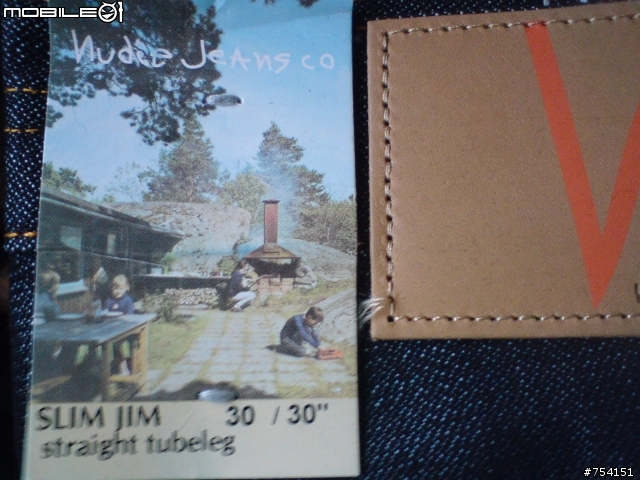 MOBILE01
Nudie Jeans co
SLIM JIM 30 / 30"
straight tubeleg
#754151